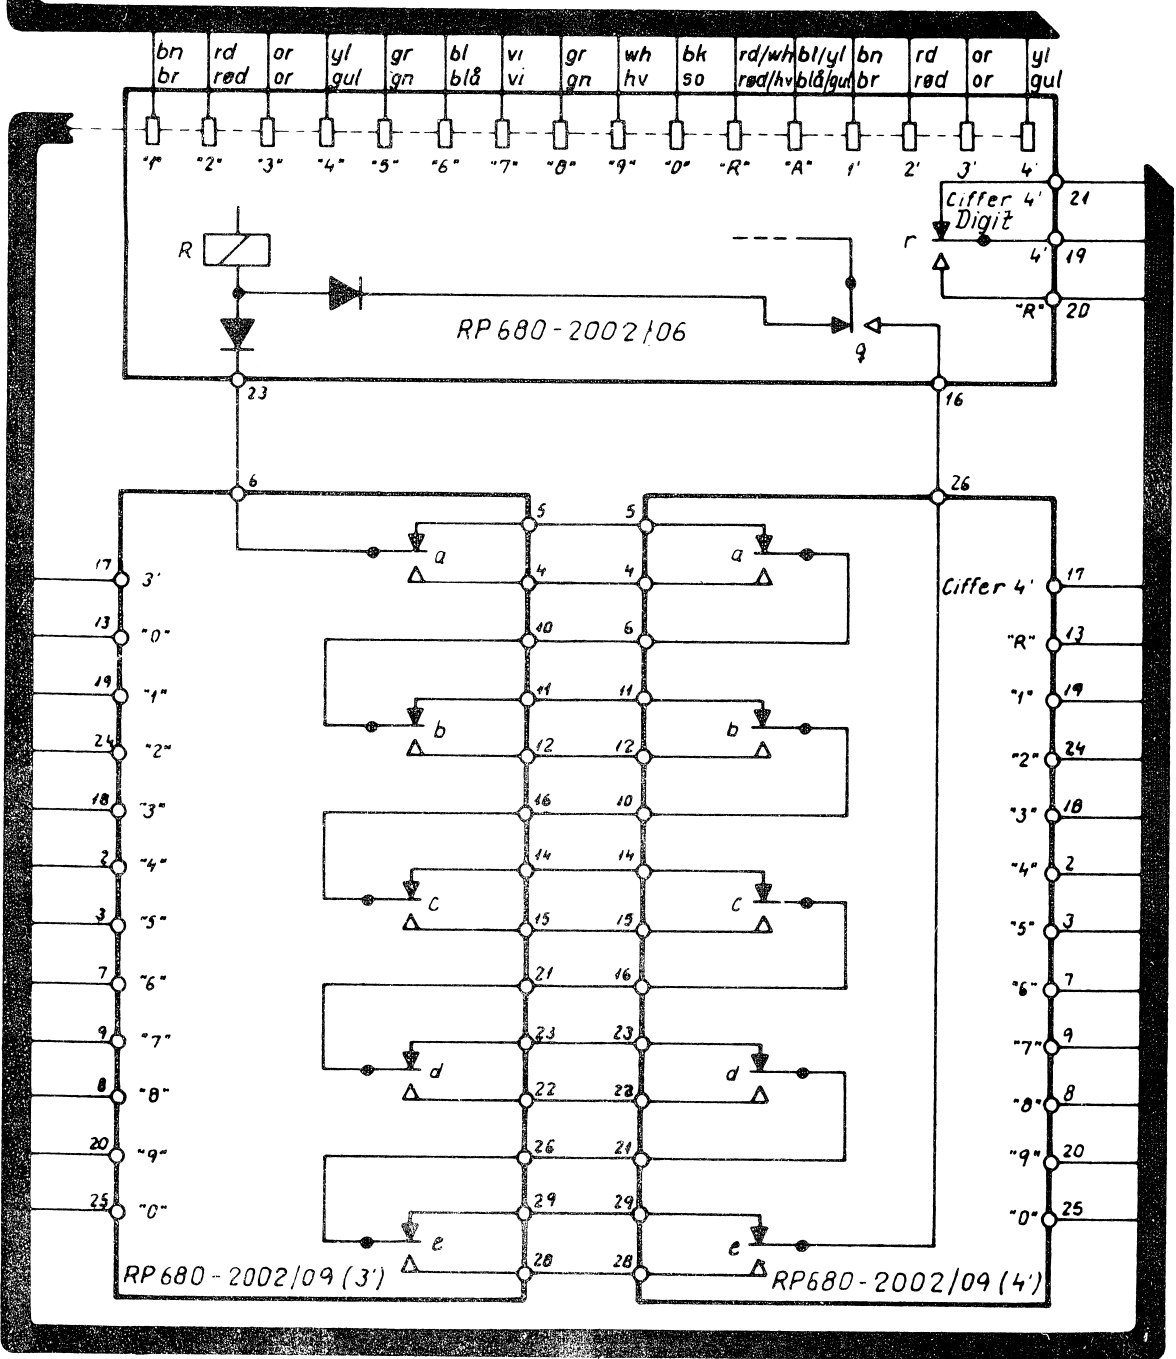 bn rd or yl gr bl vi gr wh bk rd/wh bl/yl bn rd or yl
br rød or gul gn blå vi gn hv so rød/hv blå/gul br rød or gul
"1" "2" "3" "4" "5" "6" "7" "8" "9" "0" "R" "A" 1' 2' 3' 4'
21
Ciffer 4'
Digit
r
4' 19
R
"R" 20
RP680-2002/06
g
23
16
6
26
5 5
a a
17 3'
4 4
Ciffer 4' 17
13 "0"
10 6
"R" 13
19 "1"
11 11
"1" 19
b b
24 "2"
12 12
"2" 24
18 "3"
16 10
"3" 18
2 "4"
14 14
"4" 2
c c
3 "5"
15 15
"5" 3
7 "6"
21 16
"6" 7
9 "7"
23 23
"7" 9
d d
8 "8"
22 22
"8" 8
20 "9"
26 21
"9" 20
25 "0"
29 29
"0" 25
e e
28 28
RP680-2002/09 (3')
RP680-2002/09 (4')